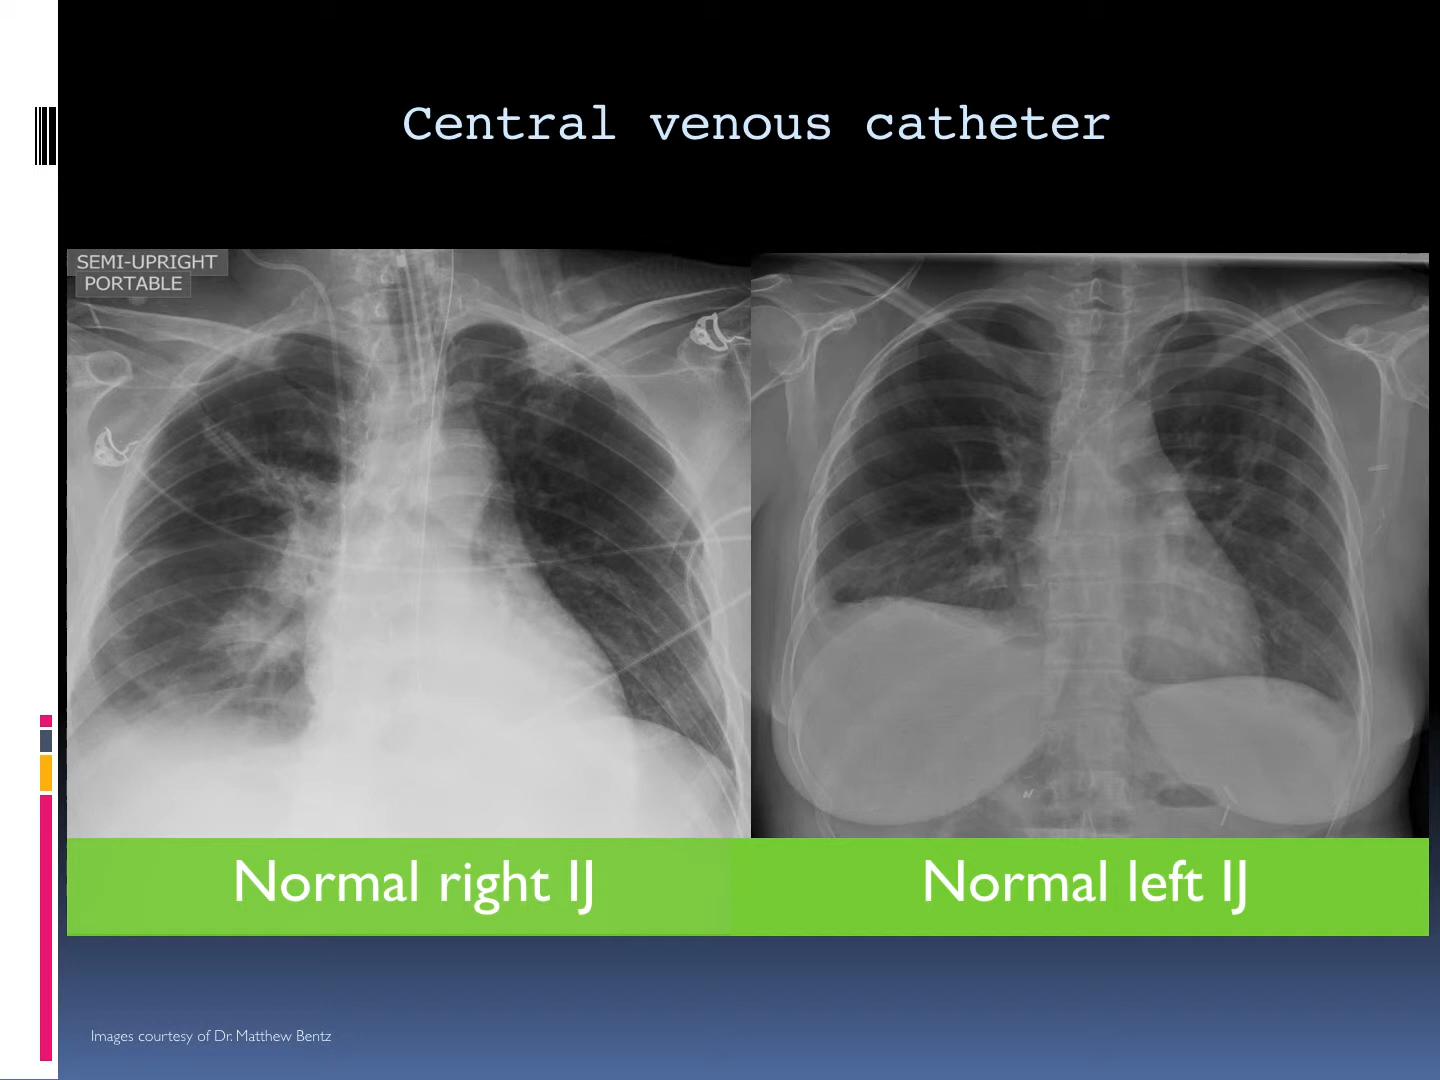 Central venous catheter
SEMI-UPRIGHT
PORTABLE
Normal right IJ
Normal left IJ
Images courtesy of Dr. Matthew Bentz